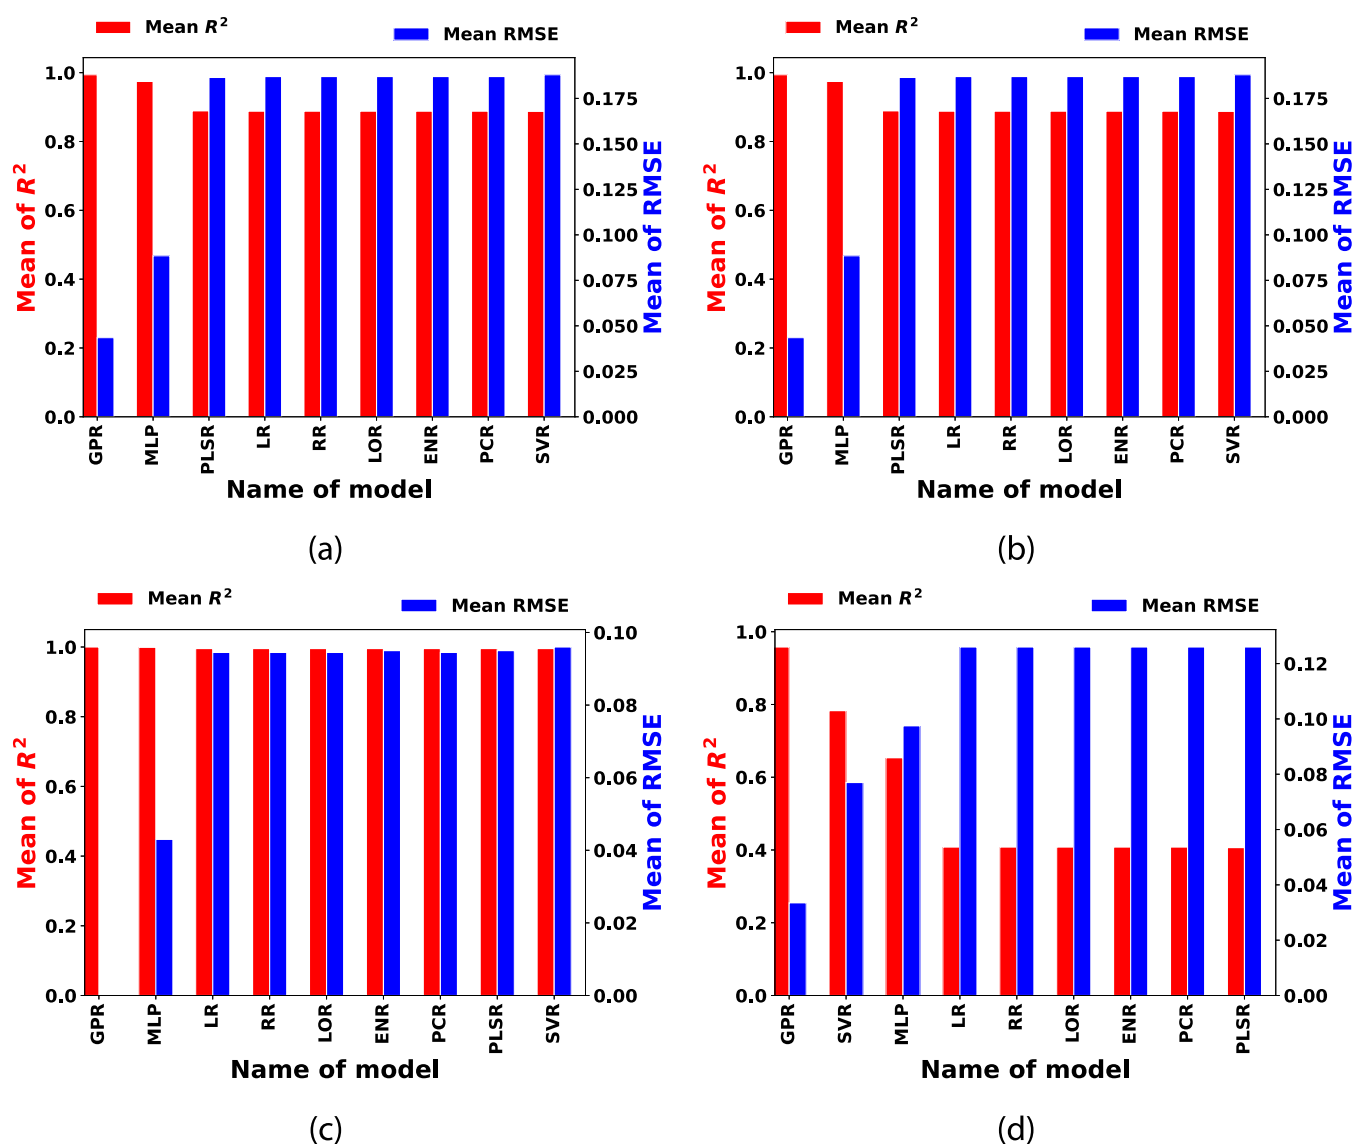 Mean R² Mean RMSE
1.0
0.8
0.6
0.4
0.2
0.0
Mean of R²
0.175
0.150
0.125
0.100
0.075
0.050
0.025
0.000
Mean of RMSE
GPR MLP PLSR LR RR LOR ENR PCR SVR
Name of model
(a)
Mean R² Mean RMSE
1.0
0.8
0.6
0.4
0.2
0.0
Mean of R²
0.175
0.150
0.125
0.100
0.075
0.050
0.025
0.000
Mean of RMSE
GPR MLP PLSR LR RR LOR ENR PCR SVR
Name of model
(b)
Mean R² Mean RMSE
1.0
0.8
0.6
0.4
0.2
0.0
Mean of R²
0.10
0.08
0.06
0.04
0.02
0.00
Mean of RMSE
GPR MLP LR RR LOR ENR PCR PLSR SVR
Name of model
(c)
Mean R² Mean RMSE
1.0
0.8
0.6
0.4
0.2
0.0
Mean of R²
0.12
0.10
0.08
0.06
0.04
0.02
0.00
Mean of RMSE
GPR SVR MLP LR RR LOR ENR PCR PLSR
Name of model
(d)